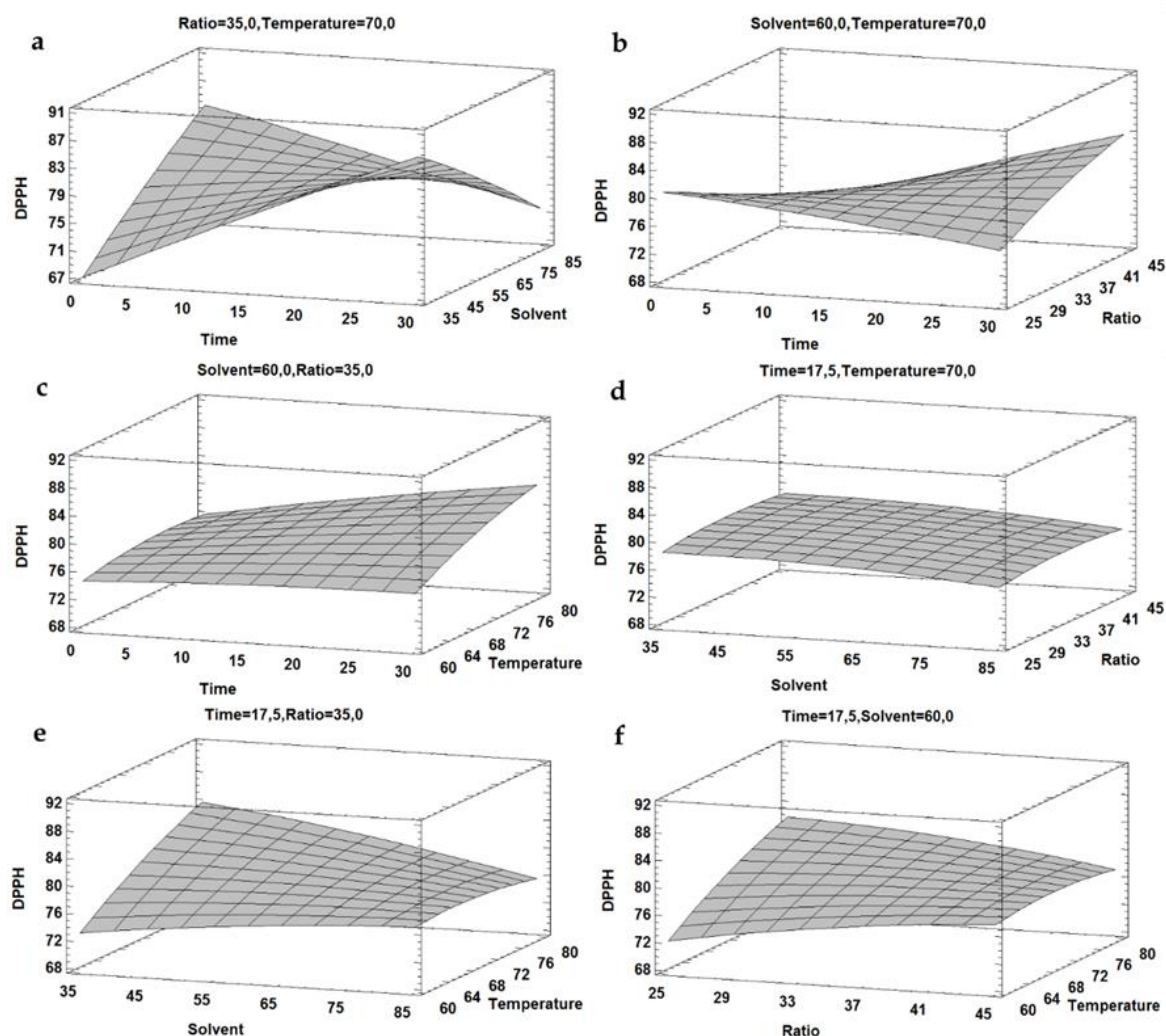 Ratio=35,0,Temperature=70,0
a
91
87
83
79
75
71
67
DPPH
0 5 10 15 20 25 30
Time
35 45 55 65 75 85
Solvent
Solvent=60,0,Temperature=70,0
b
92
88
84
80
76
72
68
DPPH
0 5 10 15 20 25 30
Time
25 29 33 37 41 45
Ratio
Solvent=60,0,Ratio=35,0
c
92
88
84
80
76
72
68
DPPH
0 5 10 15 20 25 30
Time
60 64 68 72 76 80
Temperature
Time=17,5,Temperature=70,0
d
92
88
84
80
76
72
68
DPPH
35 45 55 65 75 85
Solvent
25 29 33 37 41 45
Ratio
Time=17,5,Ratio=35,0
e
92
88
84
80
76
72
68
DPPH
35 45 55 65 75 85
Solvent
60 64 68 72 76 80
Temperature
Time=17,5,Solvent=60,0
f
92
88
84
80
76
72
68
DPPH
25 29 33 37 41 45
Ratio
60 64 68 72 76 80
Temperature